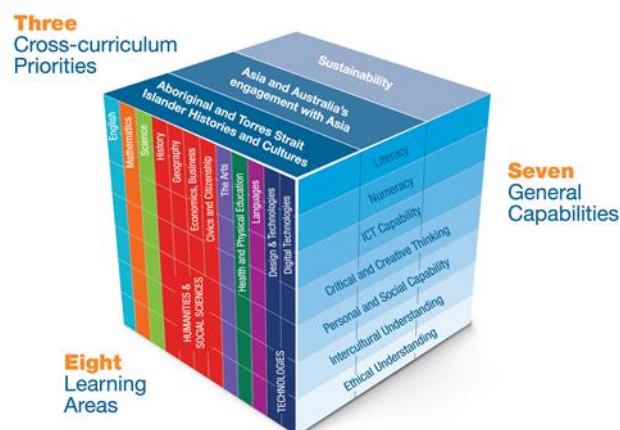 Three
Cross-curriculum
Priorities
Sustainability
Asia and Australia's
engagement with Asia
Aboriginal and Torres Strait
Islander Histories and Cultures
English
Mathematics
Science
History
Geography
Economics, Business
Civics and Citizenship
HUMANITIES &
SOCIAL SCIENCES
The Arts
Health and Physical Education
Languages
Design & Technologies
Digital Technologies
TECHNOLOGIES
Literacy
Numeracy
ICT Capability
Critical and Creative Thinking
Personal and Social Capability
Intercultural Understanding
Ethical Understanding
Seven
General
Capabilities
Eight
Learning
Areas